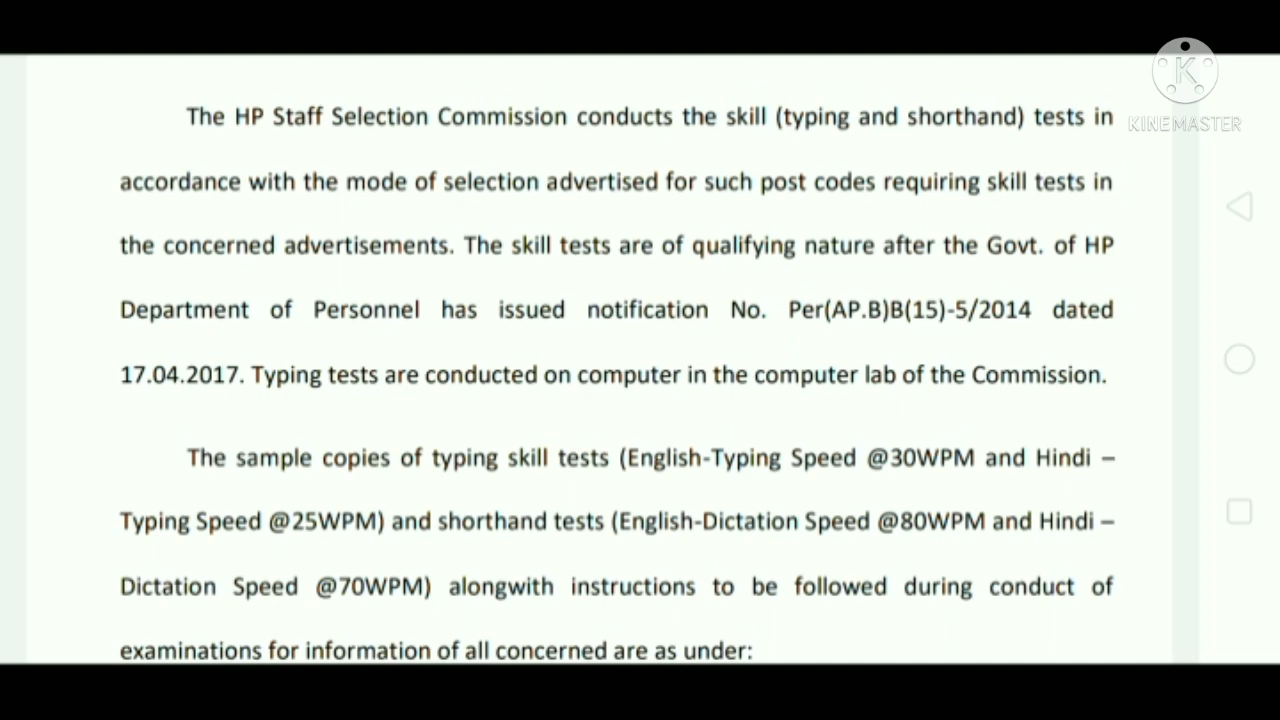 K
KINEMASTER
The HP Staff Selection Commission conducts the skill (typing and shorthand) tests in
accordance with the mode of selection advertised for such post codes requiring skill tests in
the concerned advertisements. The skill tests are of qualifying nature after the Govt. of HP
Department of Personnel has issued notification No. Per(AP.B)B(15)-5/2014 dated
17.04.2017. Typing tests are conducted on computer in the computer lab of the Commission.
The sample copies of typing skill tests (English-Typing Speed @30WPM and Hindi –
Typing Speed @25WPM) and shorthand tests (English-Dictation Speed @80WPM and Hindi –
Dictation Speed @70WPM) alongwith instructions to be followed during conduct of
examinations for information of all concerned are as under: